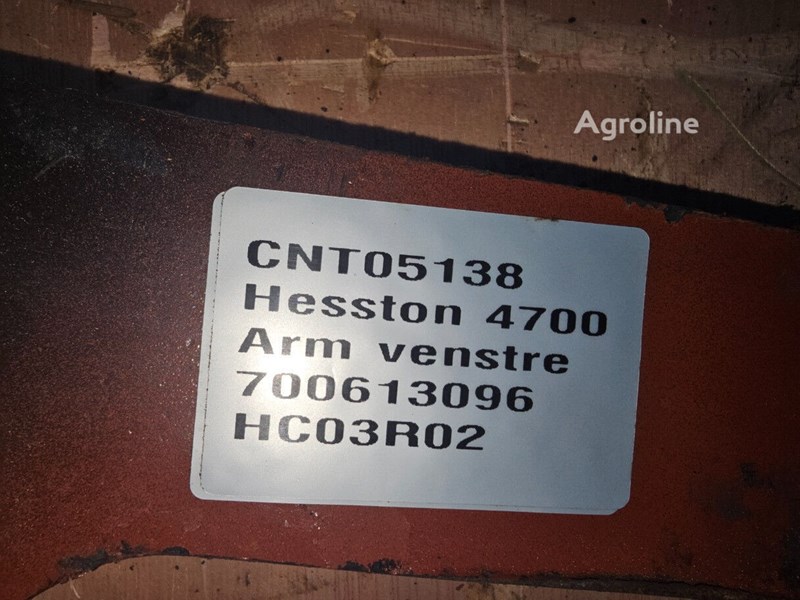 Agroline
CNT05138
Hesston 4700
Arm venstre
700613096
HC03R02